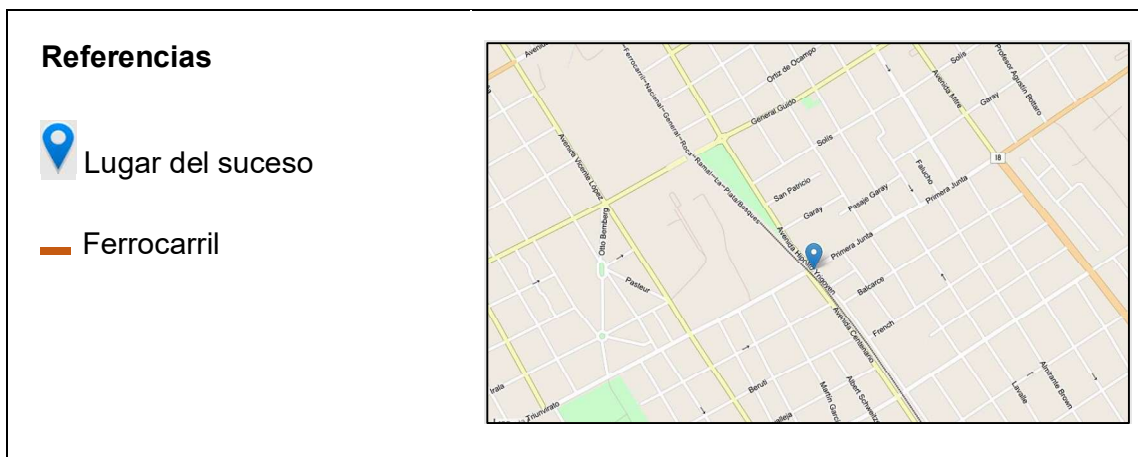 Referencias
Lugar del suceso
Ferrocarril
Avenida
Ferrocarril Nacional General Roca Ramal La Plata/Bosques
Ortiz de Ocampo
Solís
Profesor Agustín Rottaro
Avenida Mitre
Garay
General Guido
Avenida Vicente López
Solís
18
Falucho
San Patricio
Pasaje Garay
Primera Junta
Garay
Otto Bemberg
Avenida Hipólito Yrigoyen
Primera Junta
Pasteur
Balcarce
Avenida Centenario
French
Irala
Beruti
Martín García
Albert Schweitze
Lavalle
Almirante Brown
Triunvirato
valleja